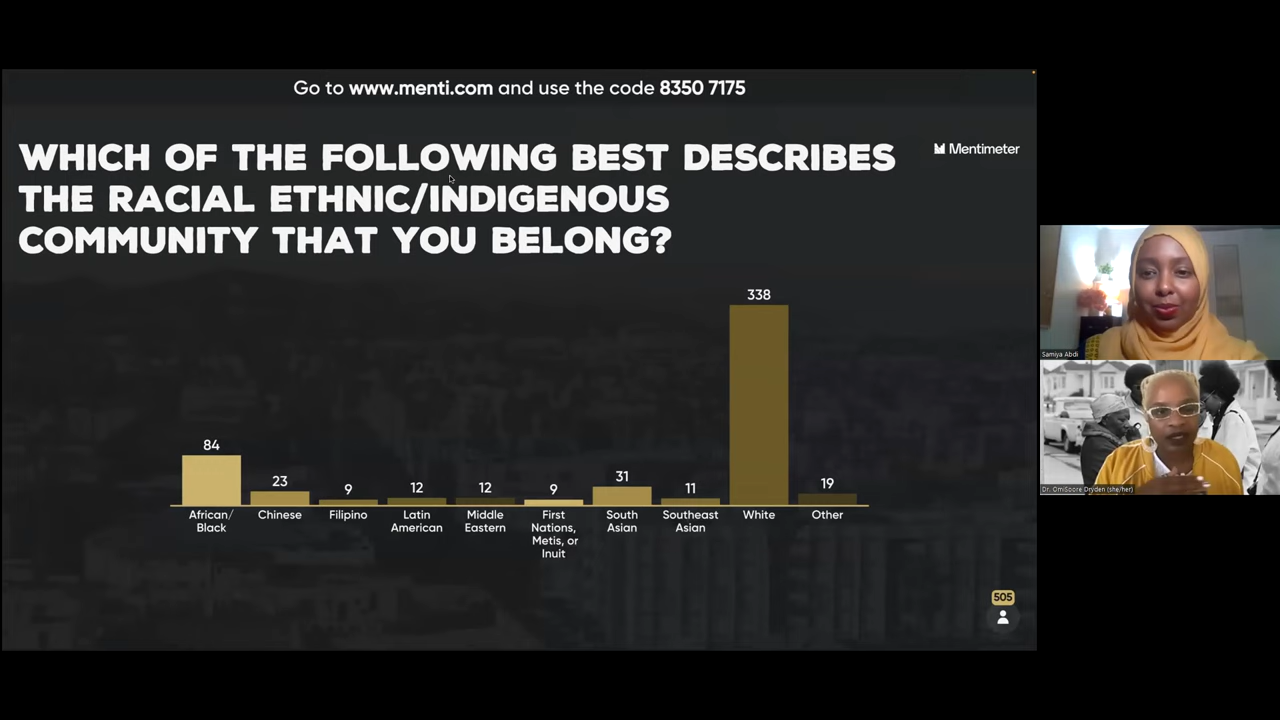 Go to www.menti.com and use the code 8350 7175
WHICH OF THE FOLLOWING BEST DESCRIBES
THE RACIAL ETHNIC/INDIGENOUS
COMMUNITY THAT YOU BELONG?
Mentimeter
338
84
23
9
12
12
9
31
11
19
African/
Black
Chinese
Filipino
Latin
American
Middle
Eastern
First
Nations,
Metis, or
Inuit
South
Asian
Southeast
Asian
White
Other
505
Samiya Abdi
Dr. OmiSoore Dryden (she/her)